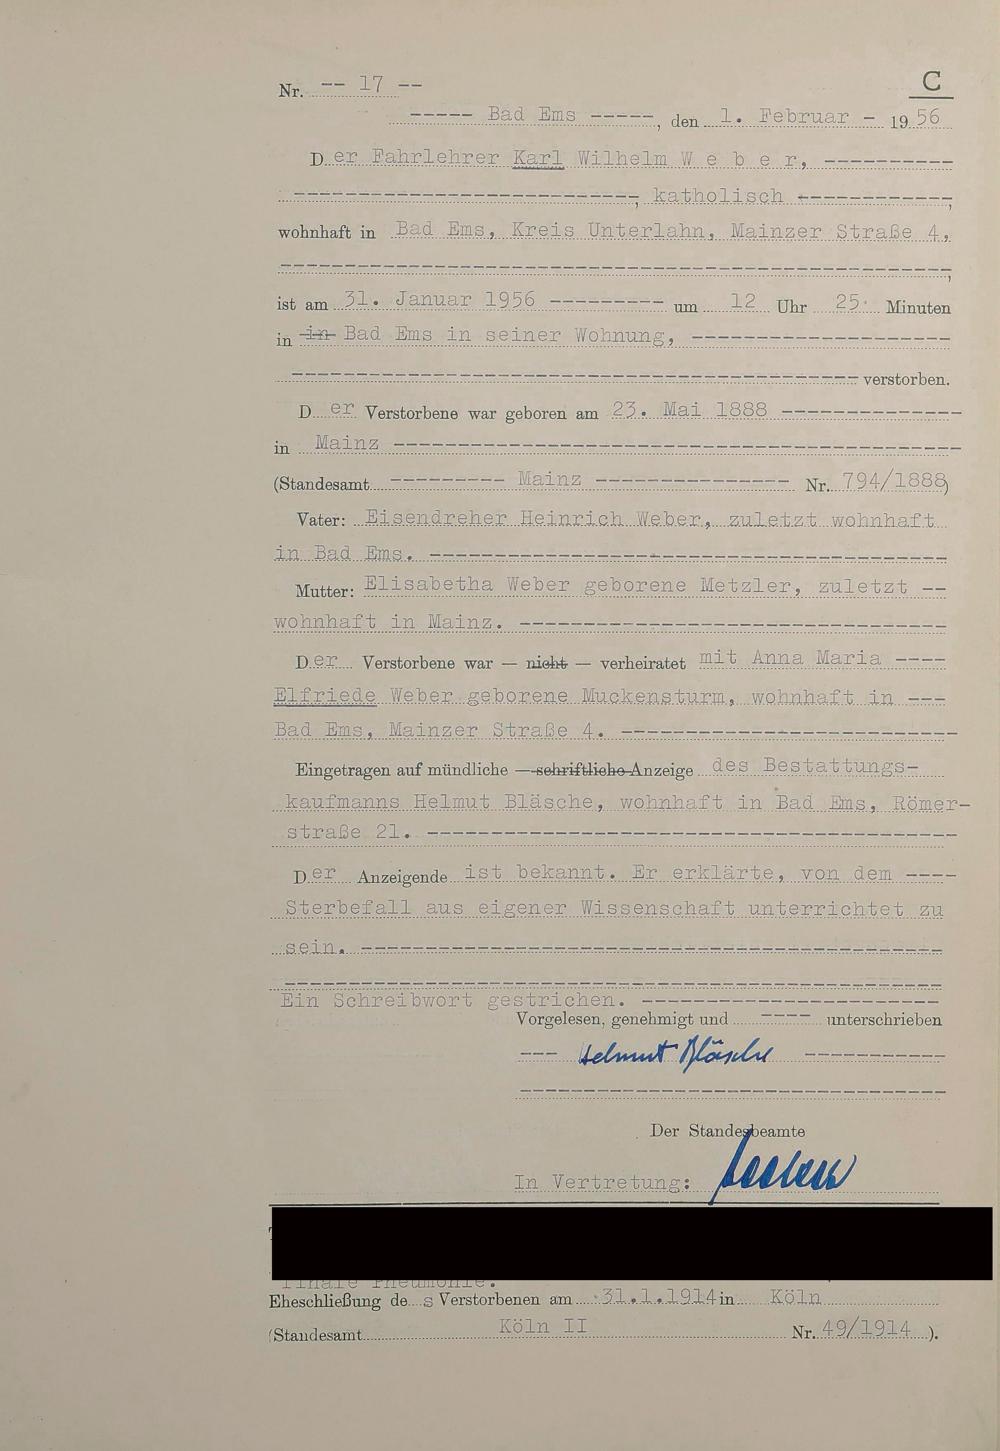 Nr. -- 17 -- C
----- Bad Ems -----, den 1. Februar - 19 56
Der Fahrlehrer Karl Wilhelm W e b e r, ----------
---------------------------, katholisch ------------,
wohnhaft in Bad Ems, Kreis Unterlahn, Mainzer Straße 4,
----------------------------------------------------,
ist am 31. Januar 1956 --------- um 12 Uhr 25 Minuten
in in Bad Ems in seiner Wohnung, --------------------
-------------------------------------------- verstorben.
Der Verstorbene war geboren am 23. Mai 1888 --------------
in Mainz --------------------------------------------
(Standesamt --------- Mainz --------------- Nr. 794/1888)
Vater: Eisendreher Heinrich Weber, zuletzt wohnhaft
in Bad Ems. ----------------------------------------
Mutter: Elisabetha Weber geborene Metzler, zuletzt --
wohnhaft in Mainz. ---------------------------------
Der Verstorbene war — nicht — verheiratet mit Anna Maria ----
Elfriede Weber geborene Muckensturm, wohnhaft in ---
Bad Ems, Mainzer Straße 4. --------------------------
Eingetragen auf mündliche — schriftliche Anzeige des Bestattungs-
kaufmanns Helmut Bläsche, wohnhaft in Bad Ems, Römer-
straße 21. -----------------------------------------
Der Anzeigende ist bekannt. Er erklärte, von dem ----
Sterbefall aus eigener Wissenschaft unterrichtet zu
sein. ---------------------------------------------
---------------------------------------------------
Ein Schreibwort gestrichen. -----------------------
Vorgelesen, genehmigt und ---- unterschrieben
--- Helmut Bläsche -----------
---------------------------------
Der Standesbeamte
In Vertretung:
finale Pneumonie.
Eheschließung des Verstorbenen am 31.1.1914 in Köln
(Standesamt Köln II Nr. 49/1914 ).